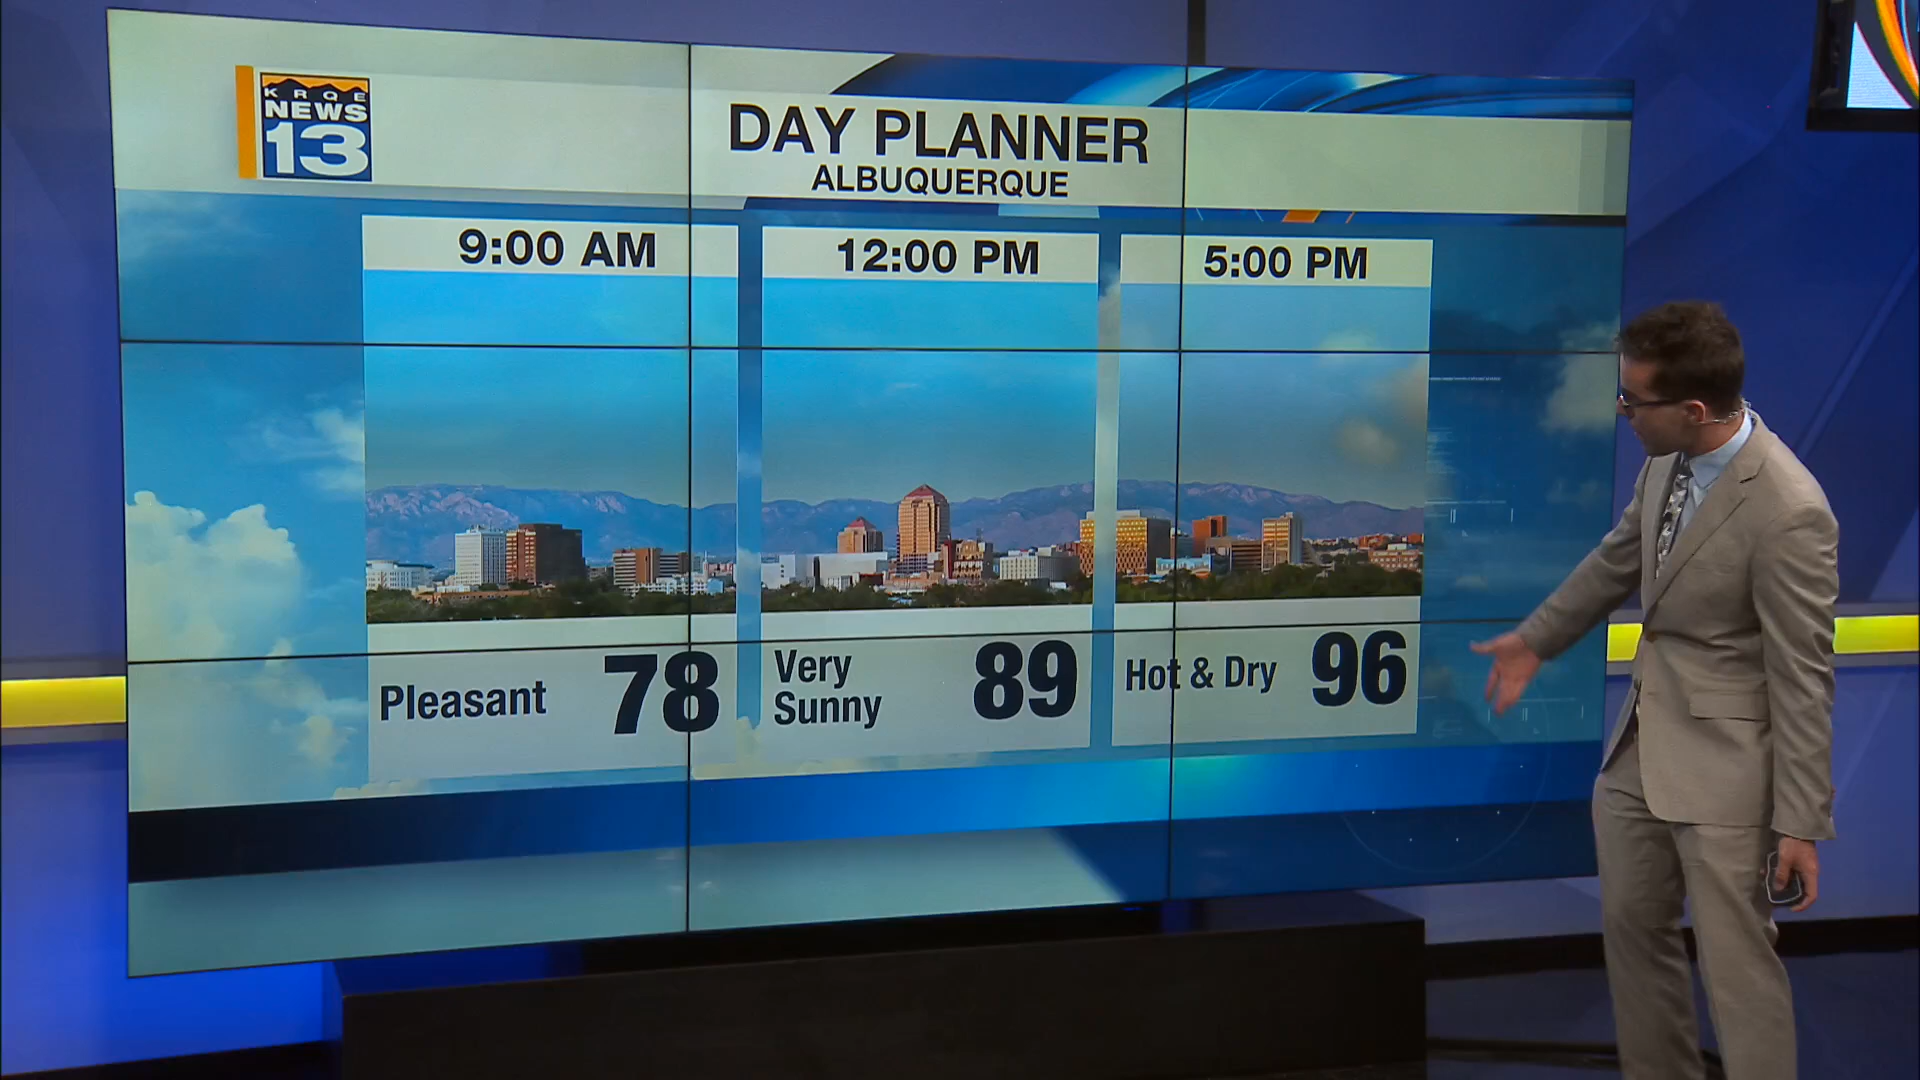 KRQE
NEWS
13
DAY PLANNER
ALBUQUERQUE
9:00 AM
12:00 PM
5:00 PM
Pleasant 78
Very
Sunny 89
Hot & Dry 96